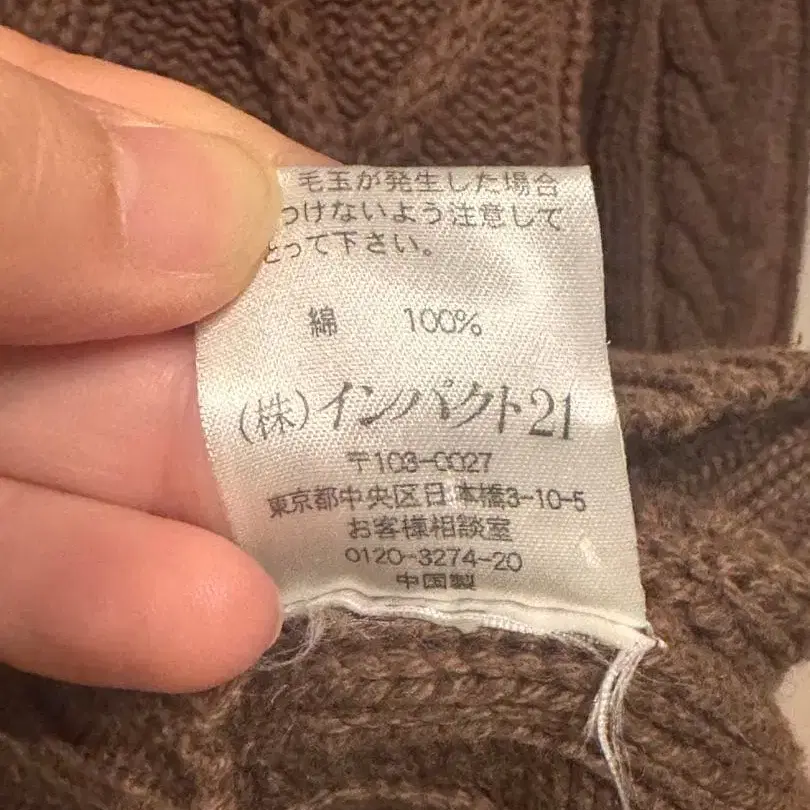 毛玉が発生した場合
つけないよう注意して
とって下さい。
綿 100%
(株)インパクト21
〒103-0027
東京都中央区日本橋3-10-5
お客様相談室
0120-3274-20
中国製